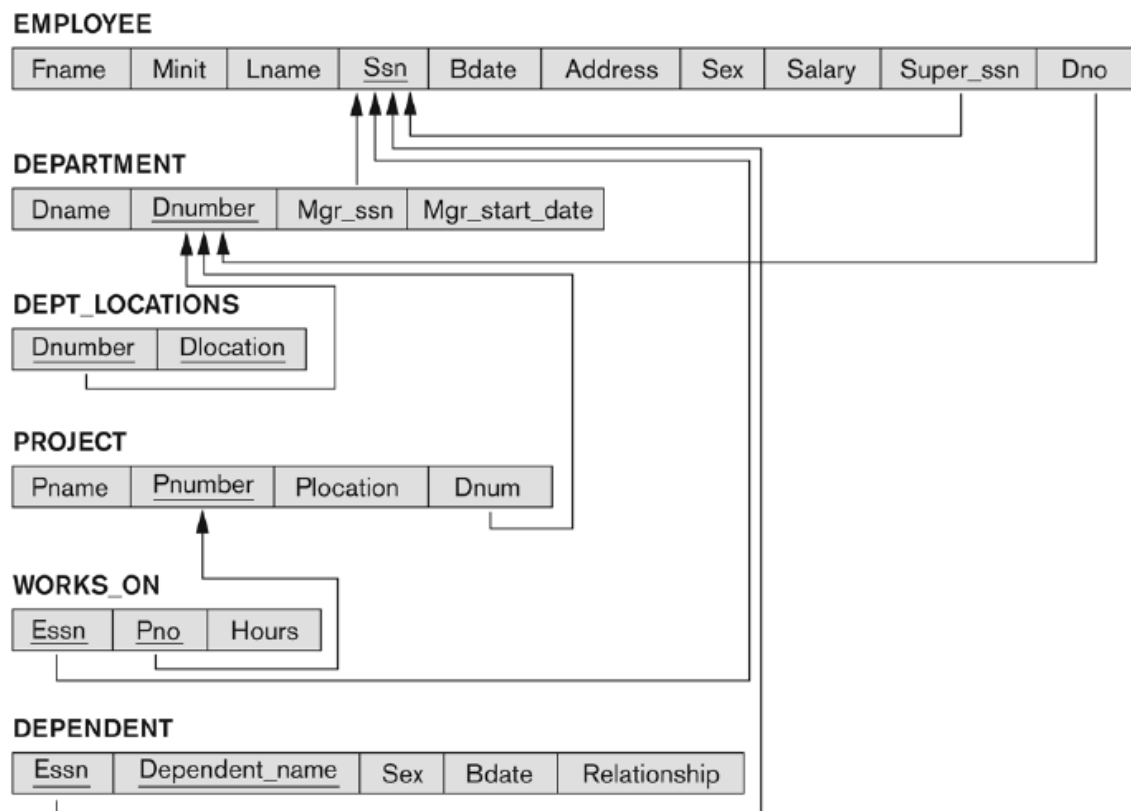 EMPLOYEE
Fname Minit Lname Ssn Bdate Address Sex Salary Super_ssn Dno
DEPARTMENT
Dname Dnumber Mgr_ssn Mgr_start_date
DEPT_LOCATIONS
Dnumber Dlocation
PROJECT
Pname Pnumber Plocation Dnum
WORKS_ON
Essn Pno Hours
DEPENDENT
Essn Dependent_name Sex Bdate Relationship